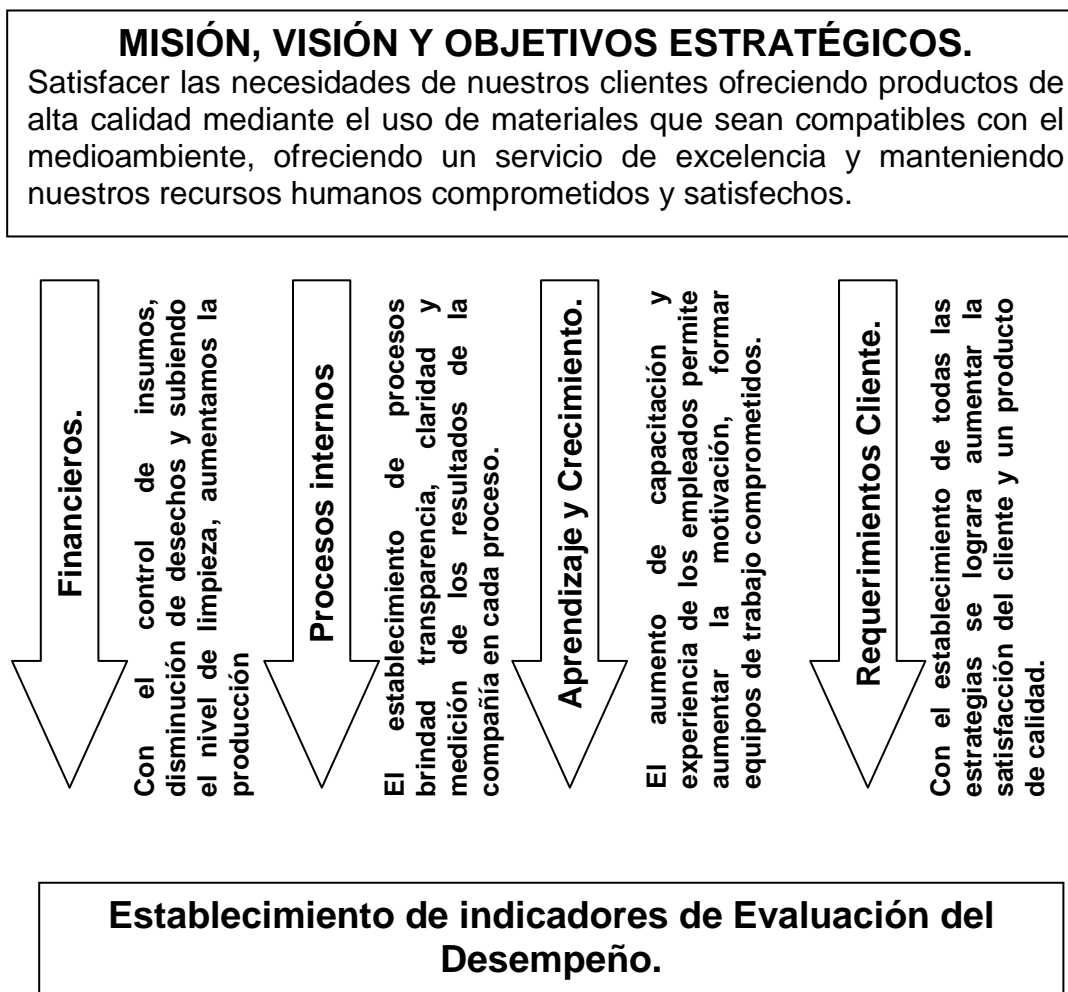 MISIÓN, VISIÓN Y OBJETIVOS ESTRATÉGICOS.
Satisfacer las necesidades de nuestros clientes ofreciendo productos de
alta calidad mediante el uso de materiales que sean compatibles con el
medioambiente, ofreciendo un servicio de excelencia y manteniendo
nuestros recursos humanos comprometidos y satisfechos.
Financieros.
Con el control de insumos,
disminución de desechos y subiendo
el nivel de limpieza, aumentamos la
producción
Procesos internos
El establecimiento de procesos
brindad transparencia, claridad y
medición de los resultados de la
compañía en cada proceso.
Aprendizaje y Crecimiento.
El aumento de capacitación y
experiencia de los empleados permite
aumentar la motivación, formar
equipos de trabajo comprometidos.
Requerimientos Cliente.
Con el establecimiento de todas las
estrategias se lograra aumentar la
satisfacción del cliente y un producto
de calidad.
Establecimiento de indicadores de Evaluación del
Desempeño.